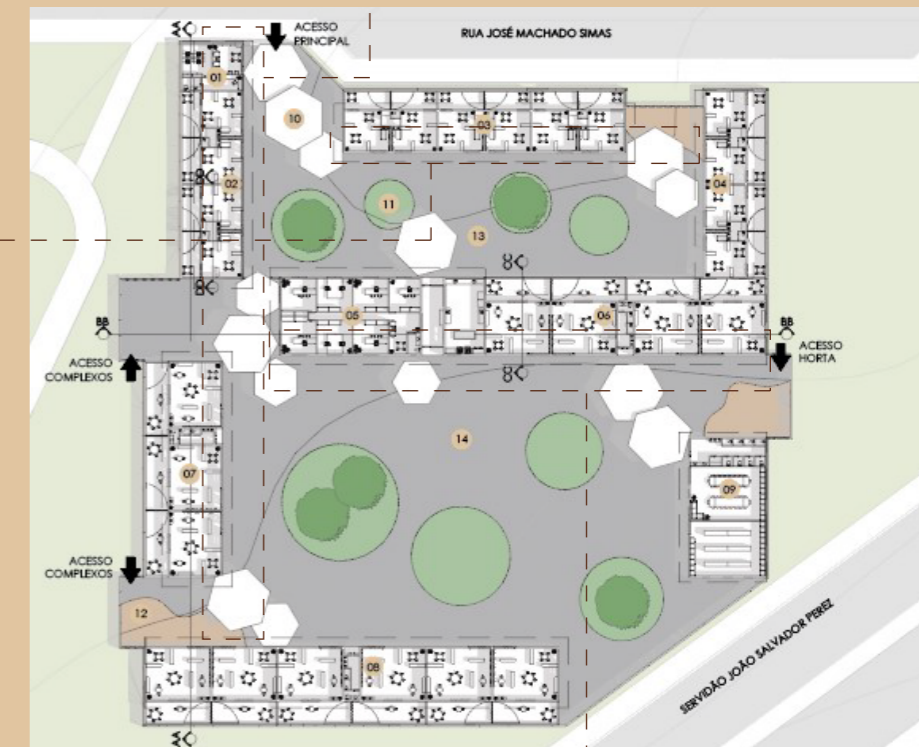 ACESSO
PRINCIPAL
RUA JOSÉ MACHADO SIMAS
01
10
03
02
04
11
13
05
06
BB
BB
ACESSO
HORTA
ACESSO
COMPLEXOS
14
07
09
ACESSO
COMPLEXOS
12
08
SERVIDÃO JOÃO SALVADOR PEREZ